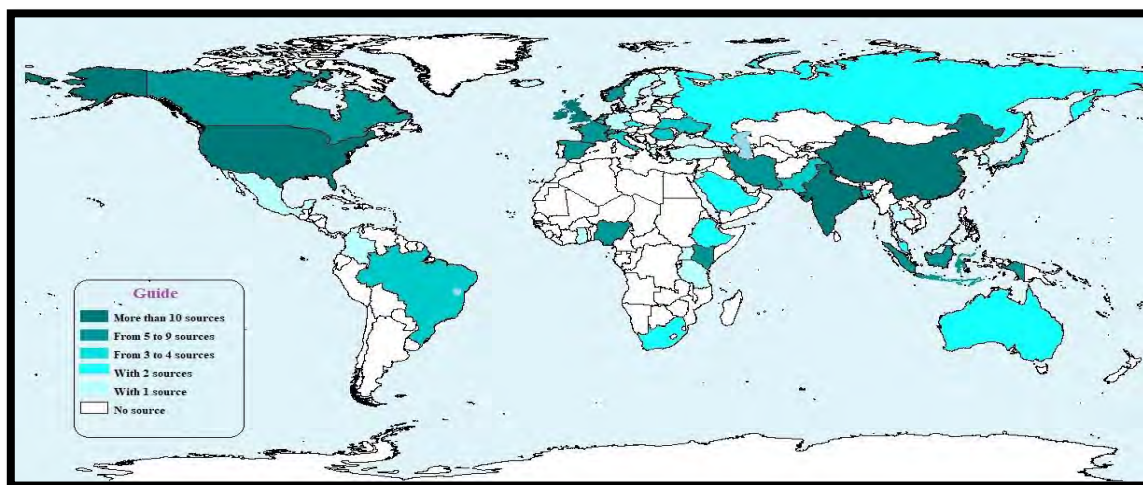 Guide
More than 10 sources
From 5 to 9 sources
From 3 to 4 sources
With 2 sources
With 1 source
No source